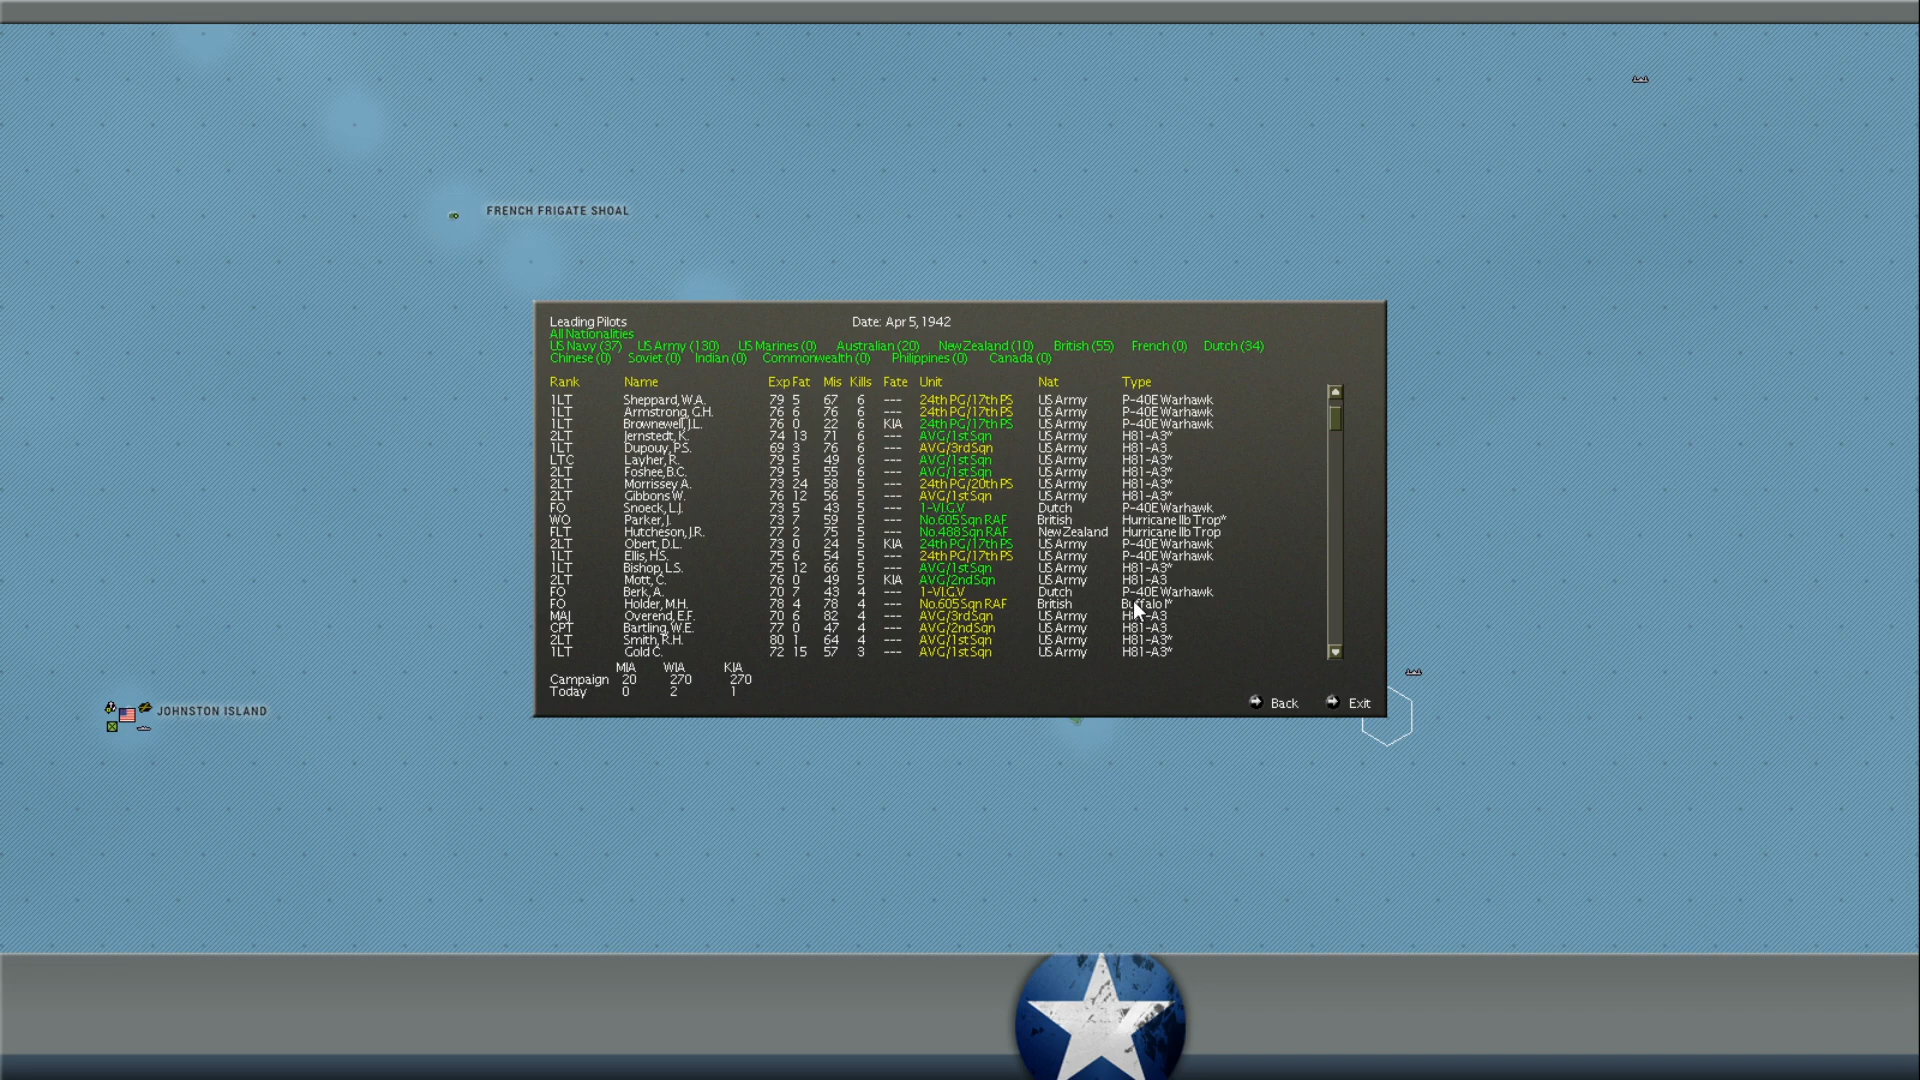 FRENCH FRIGATE SHOAL
Leading Pilots Date: Apr 5, 1942
All Nationalities
US Navy (37) US Army (130) US Marines (0) Australian (20) New Zealand (10) British (55) French (0) Dutch (34)
Chinese (0) Soviet (0) Indian (0) Commonwealth (0) Philippines (0) Canada (0)
Rank Name Exp Fat Mis Kills Fate Unit Nat Type
1LT Sheppard, W.A. 79 5 67 6 --- 24th PG/17th PS US Army P-40E Warhawk
1LT Armstrong, G.H. 76 6 76 6 --- 24th PG/17th PS US Army P-40E Warhawk
1LT Brownewell, J.L. 76 0 22 6 KIA 24th PG/17th PS US Army P-40E Warhawk
2LT Jernstedt, K. 74 13 71 6 --- AVG/1st Sqn US Army H81-A3*
1LT Dupouy, P.S. 69 3 76 6 --- AVG/3rd Sqn US Army H81-A3
LTC Layher, R. 79 5 49 6 --- AVG/1st Sqn US Army H81-A3*
2LT Foshee, B.C. 79 5 55 6 --- AVG/1st Sqn US Army H81-A3*
2LT Morrissey A. 73 24 58 5 --- 24th PG/20th PS US Army P-40E Warhawk
2LT Gibbons W. 76 12 56 5 --- AVG/1st Sqn US Army H81-A3*
FO Snoeck, L.J. 73 5 43 5 --- 1-VI.G.V Dutch P-40E Warhawk
WO Parker, J. 73 7 59 5 --- No.605 Sqn RAF British Hurricane IIb Trop*
FLT Hutcheson, J.R. 77 2 75 5 --- No.488 Sqn RAF New Zealand Hurricane IIb Trop
2LT Obert, D.L. 73 0 24 5 KIA 24th PG/17th PS US Army P-40E Warhawk
1LT Ellis, H.S. 75 6 54 5 --- 24th PG/17th PS US Army P-40E Warhawk
1LT Bishop, L.S. 75 12 66 5 --- AVG/1st Sqn US Army H81-A3*
2LT Mott, C. 76 0 49 5 KIA AVG/2nd Sqn US Army H81-A3
FO Berk, A. 70 7 43 4 --- 1-VI.G.V Dutch P-40E Warhawk
FO Holder, M.H. 78 4 78 4 --- No.605 Sqn RAF British Buffalo I*
MAJ Overend, E.F. 70 6 82 4 --- AVG/3rd Sqn US Army H81-A3
CPT Bartling, W.E. 77 0 47 4 --- AVG/2nd Sqn US Army H81-A3
2LT Smith, R.H. 80 1 64 4 --- AVG/1st Sqn US Army H81-A3*
1LT Gold C. 72 15 57 3 --- AVG/1st Sqn US Army H81-A3*
MIA WIA KIA
Campaign 20 270 270
Today 0 2 1
Back Exit
JOHNSTON ISLAND